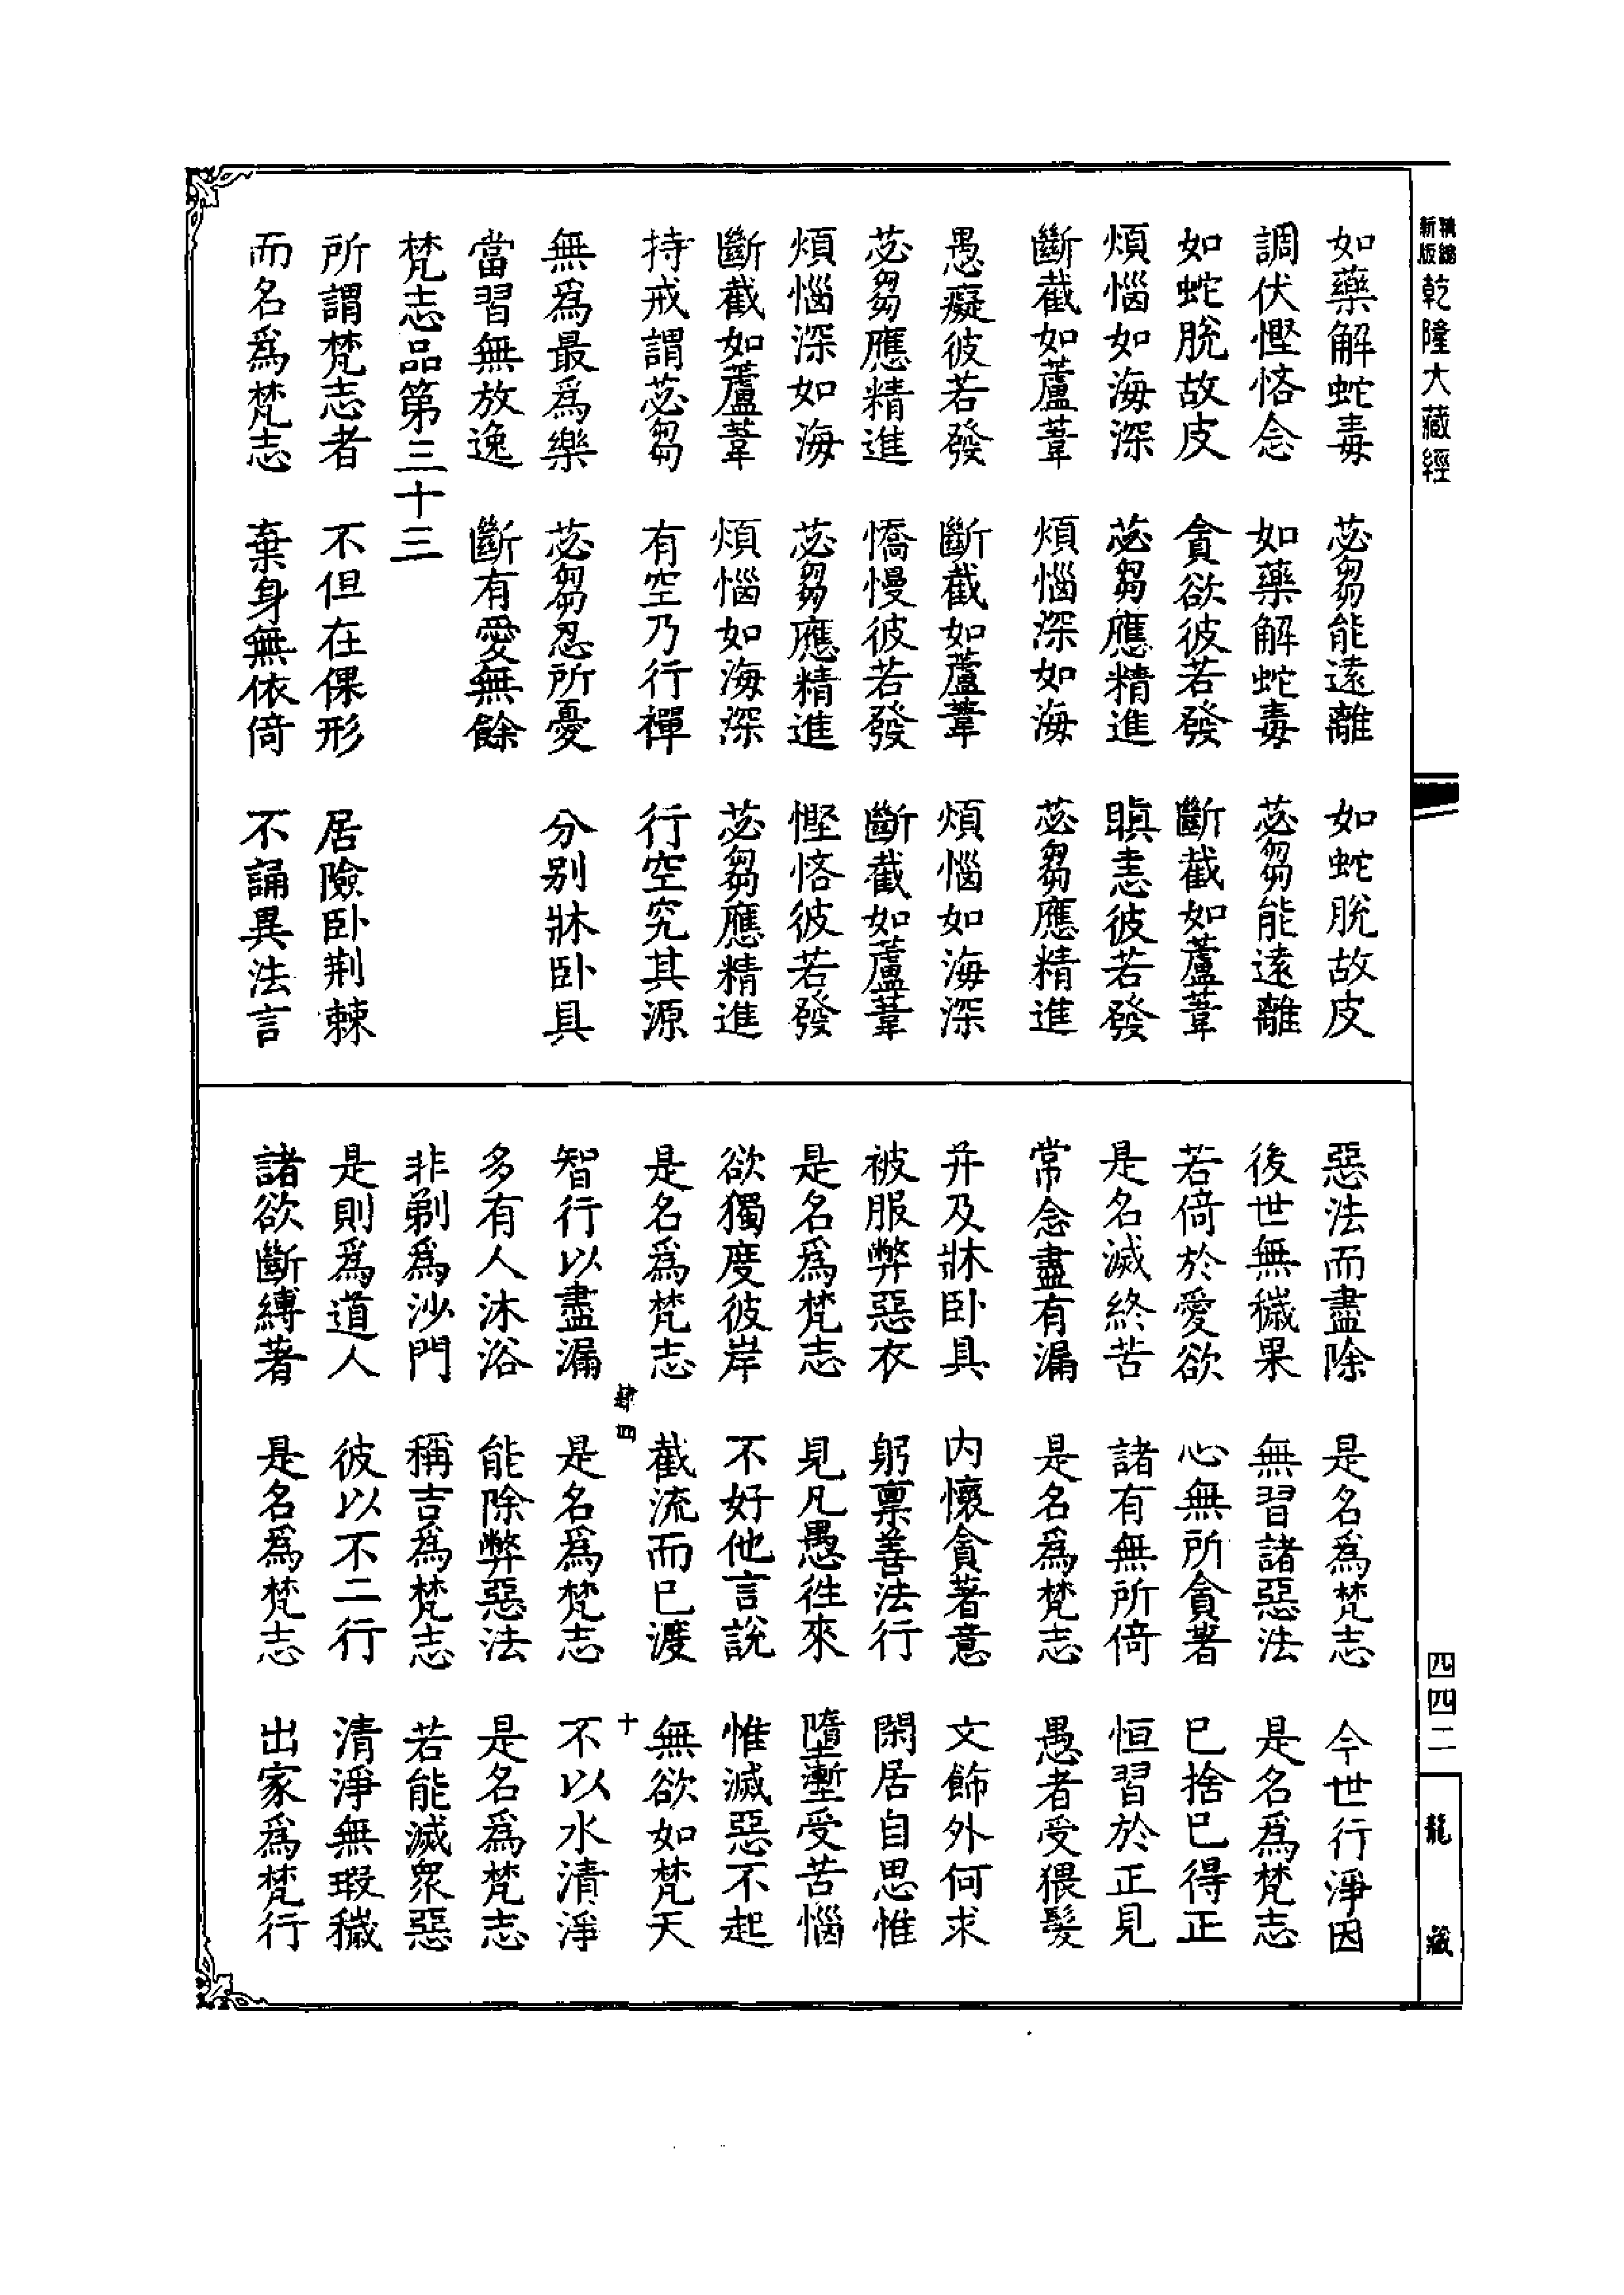 精縮新版
乾隆大藏經
如藥解蛇毒　苾芻能遠離　如蛇脫故皮
調伏慳悋念　如藥解蛇毒　苾芻能遠離
如蛇脫故皮　貪欲彼若發　斷截如蘆葦
煩惱如海深　苾芻應精進　瞋恚彼若發
斷截如蘆葦　煩惱深如海　苾芻應精進
愚癡彼若發　斷截如蘆葦　煩惱如海深
苾芻應精進　憍慢彼若發　斷截如蘆葦
煩惱深如海　苾芻應精進　慳悋彼若發
斷截如蘆葦　煩惱如海深　苾芻應精進
持戒謂苾芻　有空乃行禪　行空究其源
無爲最爲樂　苾芻忍所憂　分别牀卧具
當習無放逸　斷有愛無餘
梵志品第三十三
所謂梵志者　不但在倮形　居險卧荆棘
而名爲梵志　棄身無依倚　不誦異法言
惡法而盡除　是名爲梵志　今世行淨因
後世無穢果　無習諸惡法　是名爲梵志
若倚於愛欲　心無所貪著　已捨已得正
是名滅終苦　諸有無所倚　恒習於正見
常念盡有漏　是名爲梵志　愚者受猥髮
并及牀卧具　内懷貪著意　文飾外何求
被服弊惡衣　躬稟善法行　閑居自思惟
是名爲梵志　見凡愚徃來　墮壍受苦惱
欲獨度彼岸　不好他言說　惟滅惡不起
是名爲梵志　截流而已渡　無欲如梵天
肆四　十
智行以盡漏　是名爲梵志　不以水清淨
多有人沐浴　能除弊惡法　是名爲梵志
非剃爲沙門　稱吉爲梵志　若能滅衆惡
是則爲道人　彼以不二行　清淨無瑕穢
諸欲斷縛著　是名爲梵志　出家爲梵行
四四二
龍藏